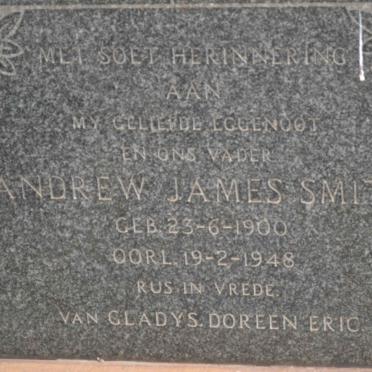 MET SOET HERINNERING
AAN
MY GELIEFDE EGGENOOT
EN ONS VADER
ANDREW JAMES SMIT
GEB. 23-6-1900
OORL. 19-2-1948
RUS IN VREDE.
VAN GLADYS. DOREEN ERIC.